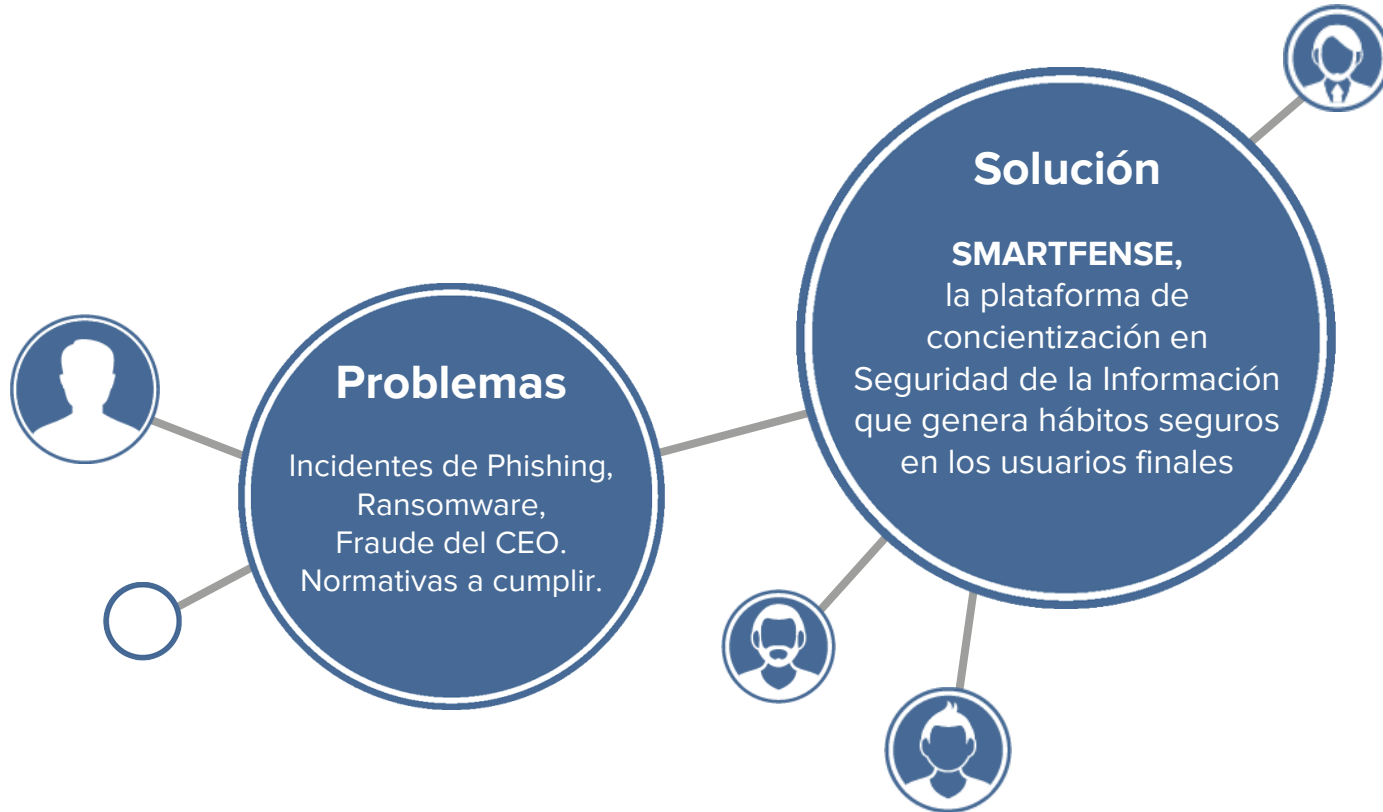 Problemas
Incidentes de Phishing,
Ransomware,
Fraude del CEO.
Normativas a cumplir.
Solución
SMARTFENSE,
la plataforma de
concientización en
Seguridad de la Información
que genera hábitos seguros
en los usuarios finales